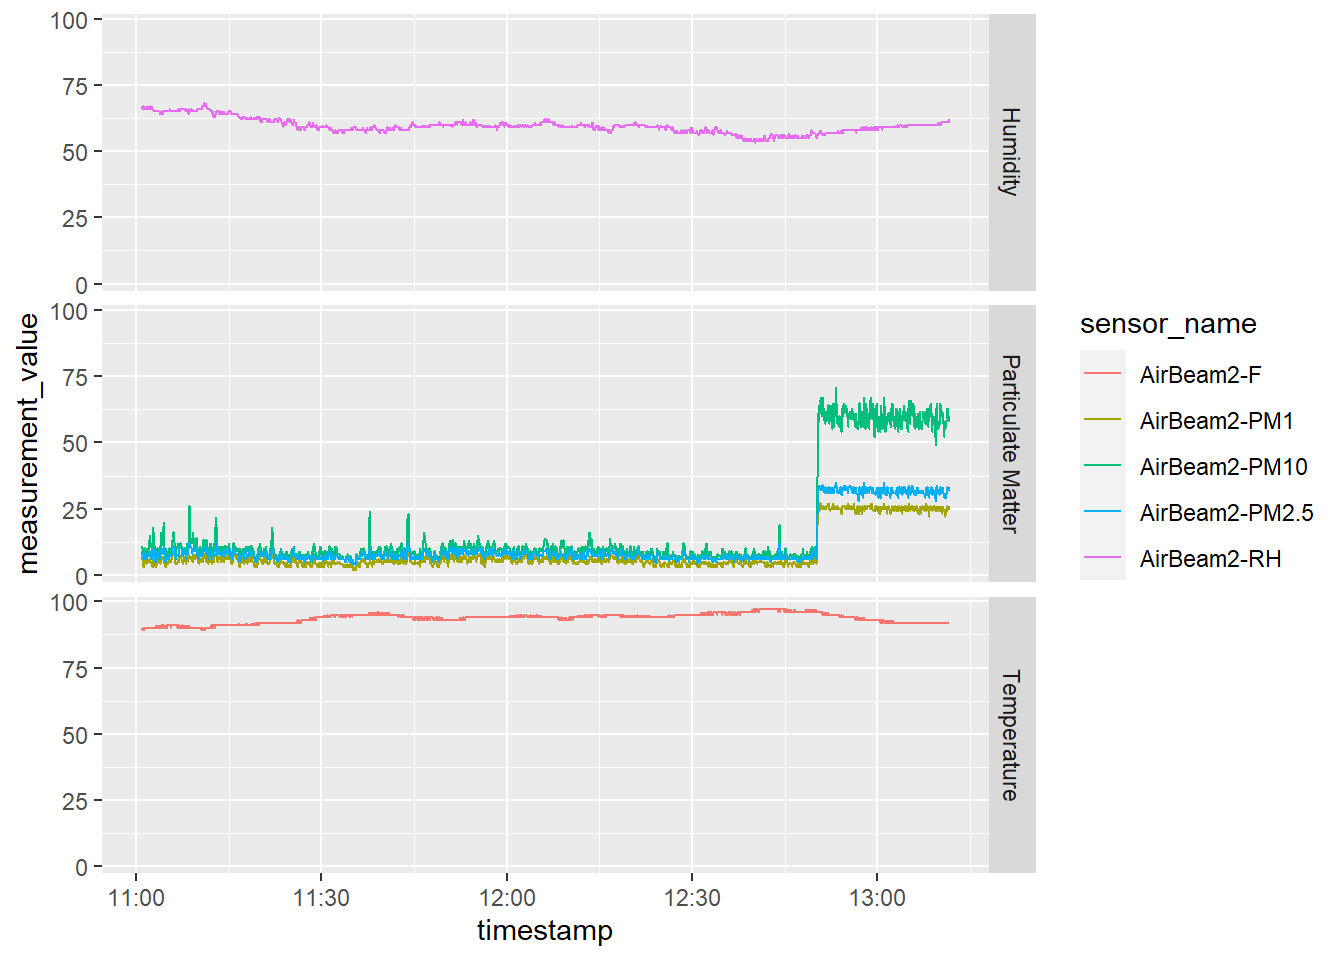 100
75
50
25
0
Humidity
100
75
50
25
0
Particulate Matter
100
75
50
25
0
Temperature
measurement_value
11:00
11:30
12:00
12:30
13:00
timestamp
sensor_name
AirBeam2-F
AirBeam2-PM1
AirBeam2-PM10
AirBeam2-PM2.5
AirBeam2-RH